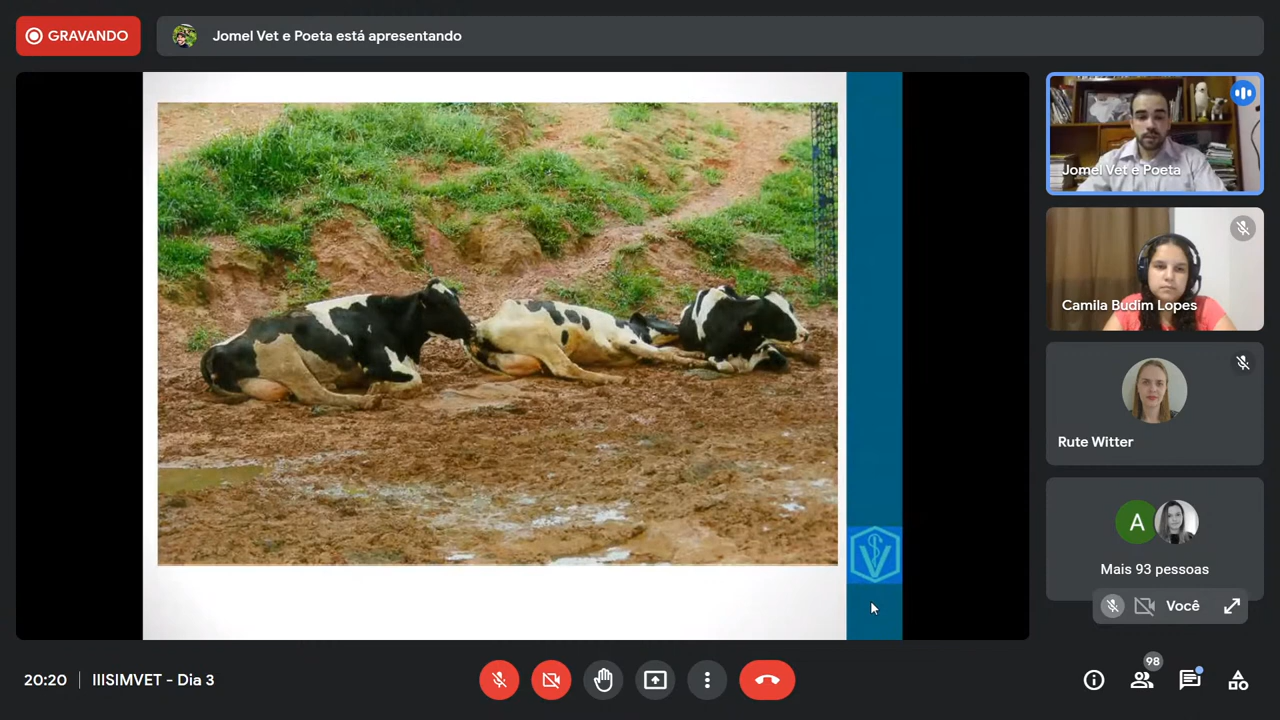 GRAVANDO
Jomel Vet e Poeta está apresentando
Jomel Vet e Poeta
Camila Budim Lopes
Rute Witter
A
Mais 93 pessoas
Você
V
20:20 | IIISIMVET - Dia 3
98